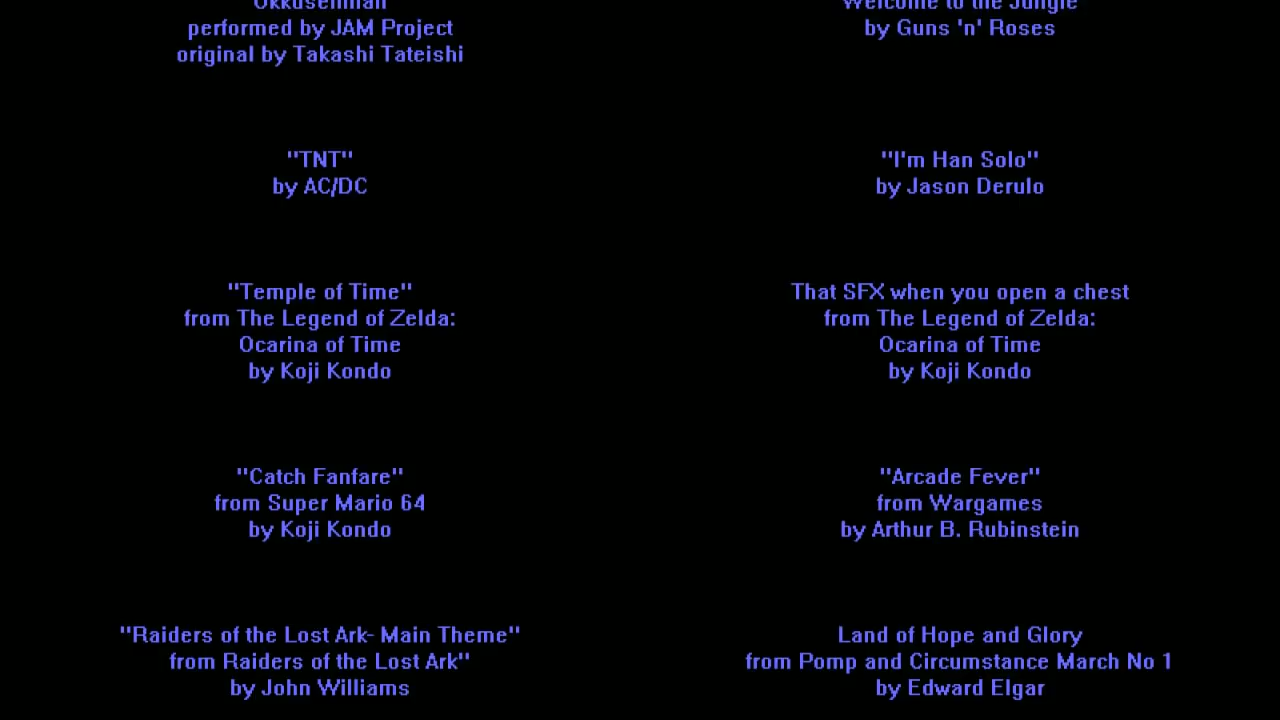 performed by JAM Project
original by Takashi Tateishi
Welcome to the Jungle
by Guns 'n' Roses
"TNT"
by AC/DC
"I'm Han Solo"
by Jason Derulo
"Temple of Time"
from The Legend of Zelda:
Ocarina of Time
by Koji Kondo
That SFX when you open a chest
from The Legend of Zelda:
Ocarina of Time
by Koji Kondo
"Catch Fanfare"
from Super Mario 64
by Koji Kondo
"Arcade Fever"
from Wargames
by Arthur B. Rubinstein
"Raiders of the Lost Ark- Main Theme"
from Raiders of the Lost Ark"
by John Williams
Land of Hope and Glory
from Pomp and Circumstance March No 1
by Edward Elgar